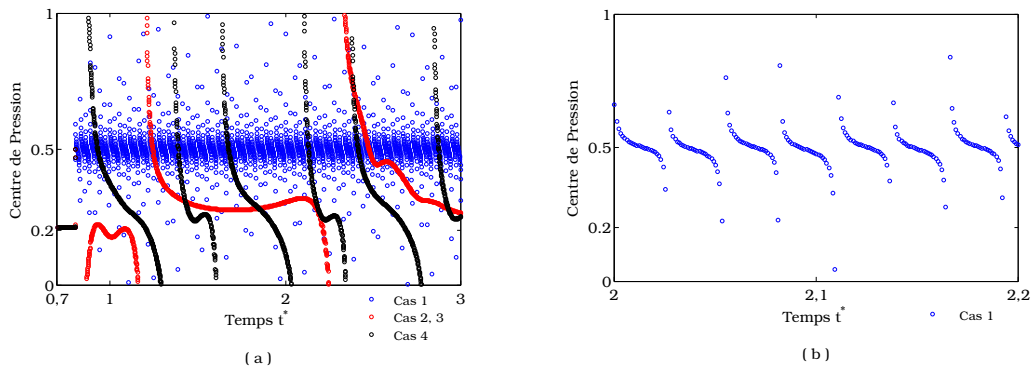 Centre de Pression
1
0.5
0.2
0
0,7
1
2
3
Temps t*
Cas 1
Cas 2, 3
Cas 4
( a )
Centre de Pression
1
0.5
0.2
0
2
2,1
2,2
Temps t*
Cas 1
( b )